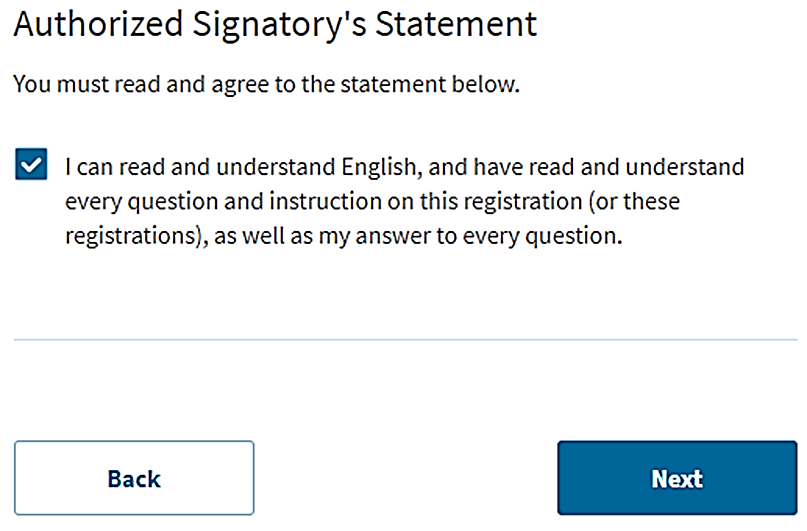 Authorized Signatory's Statement
You must read and agree to the statement below.
I can read and understand English, and have read and understand
every question and instruction on this registration (or these
registrations), as well as my answer to every question.
Back
Next